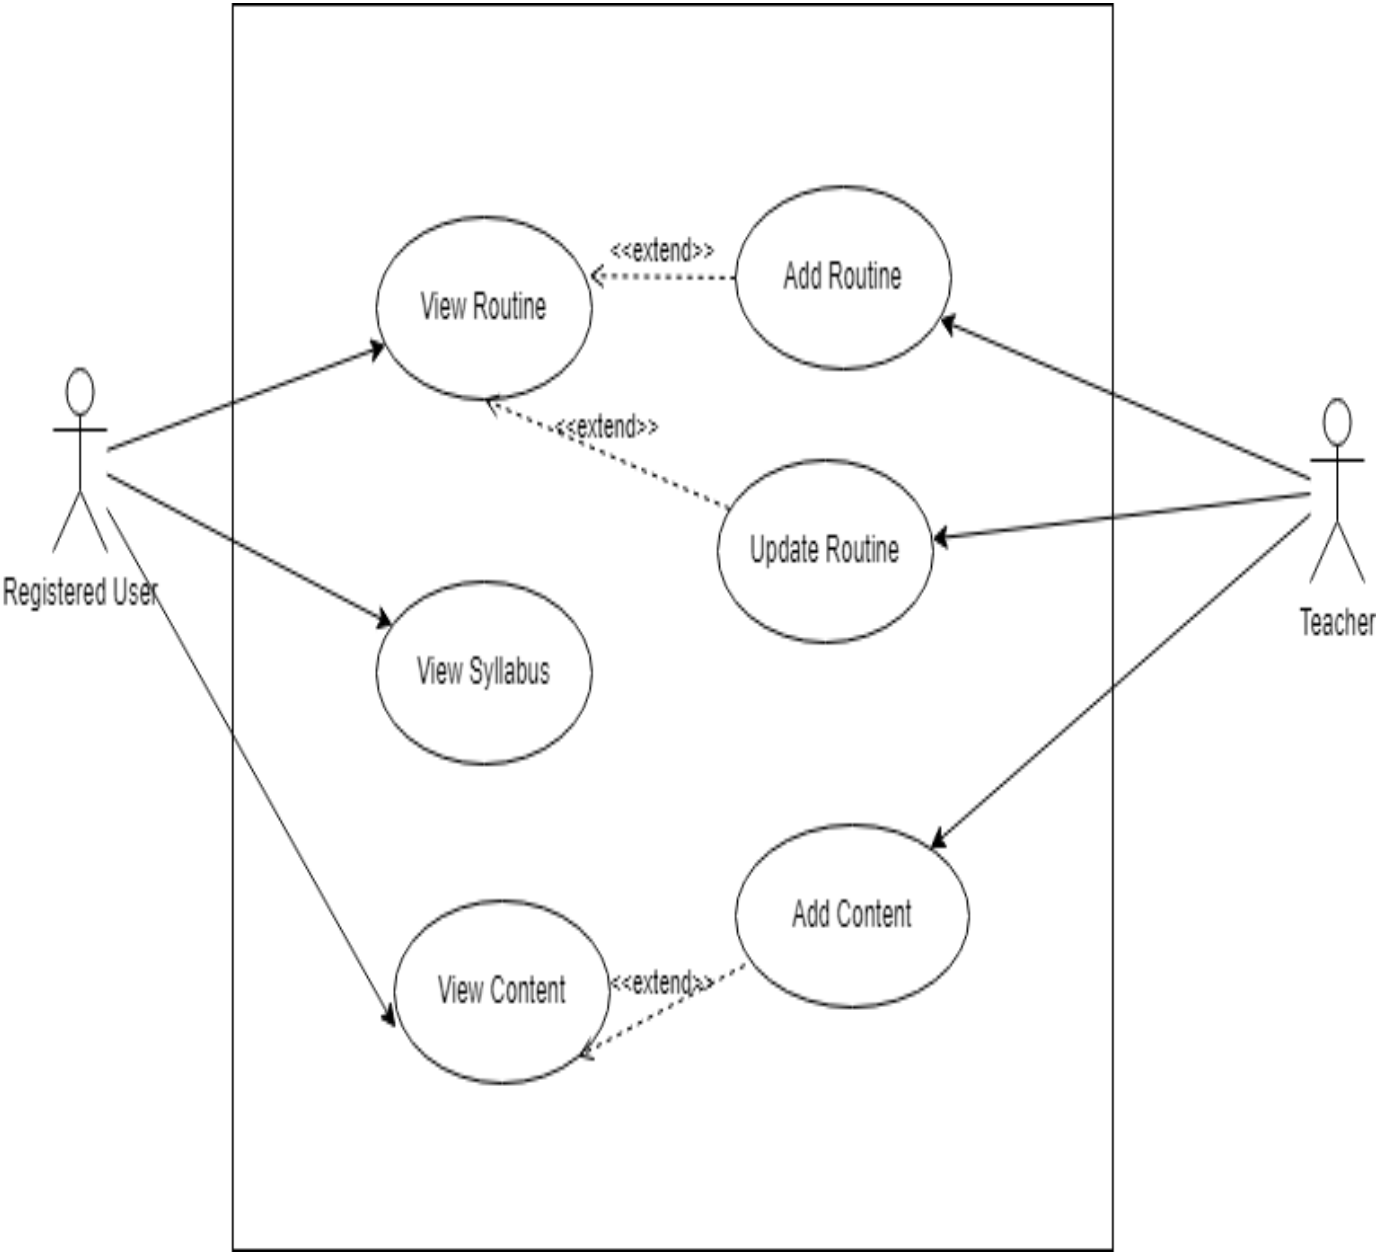 <<extend>>
Add Routine
View Routine
<<extend>>
Update Routine
Registered User
Teacher
View Syllabus
Add Content
<<extend>>
View Content